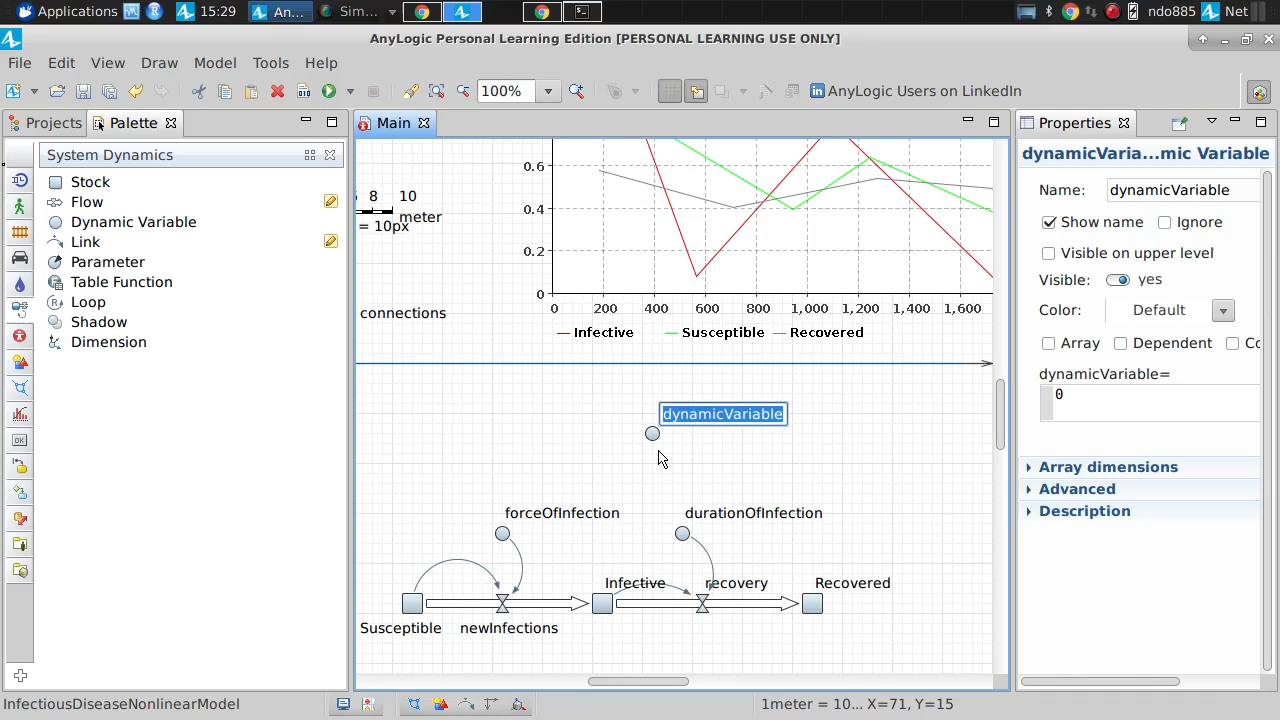 Applications 15:29 An... Sim... ndo885 Net
AnyLogic Personal Learning Edition [PERSONAL LEARNING USE ONLY]
File Edit View Draw Model Tools Help
100% AnyLogic Users on LinkedIn
Projects Palette
System Dynamics
Stock
Flow
Dynamic Variable
Link
Parameter
Table Function
Loop
Shadow
Dimension
Main
8 10
meter
= 10px
connections
0.6
0.4
0.2
0
0 200 400 600 800 1,000 1,200 1,400 1,600
Infective Susceptible Recovered
dynamicVariable
forceOfInfection durationOfInfection
Infective recovery Recovered
Susceptible newInfections
Properties
dynamicVaria...mic Variable
Name: dynamicVariable
Show name Ignore
Visible on upper level
Visible: yes
Color: Default
Array Dependent Co
dynamicVariable=
0
Array dimensions
Advanced
Description
InfectiousDiseaseNonlinearModel 1meter = 10... X=71, Y=15